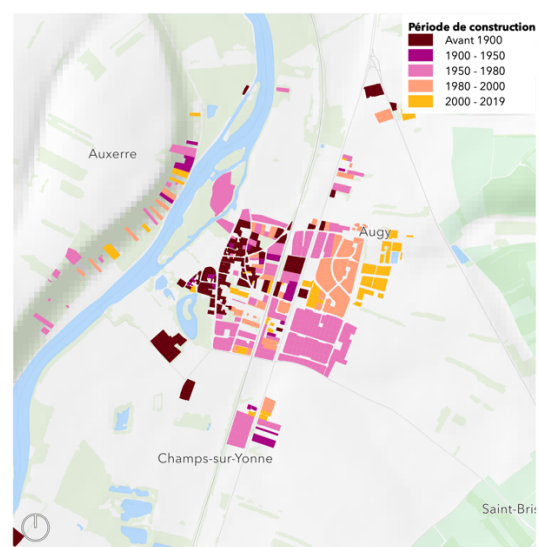 Période de construction
Avant 1900
1900 - 1950
1950 - 1980
1980 - 2000
2000 - 2019
Auxerre
Augy
Champs-sur-Yonne
Saint-Bris